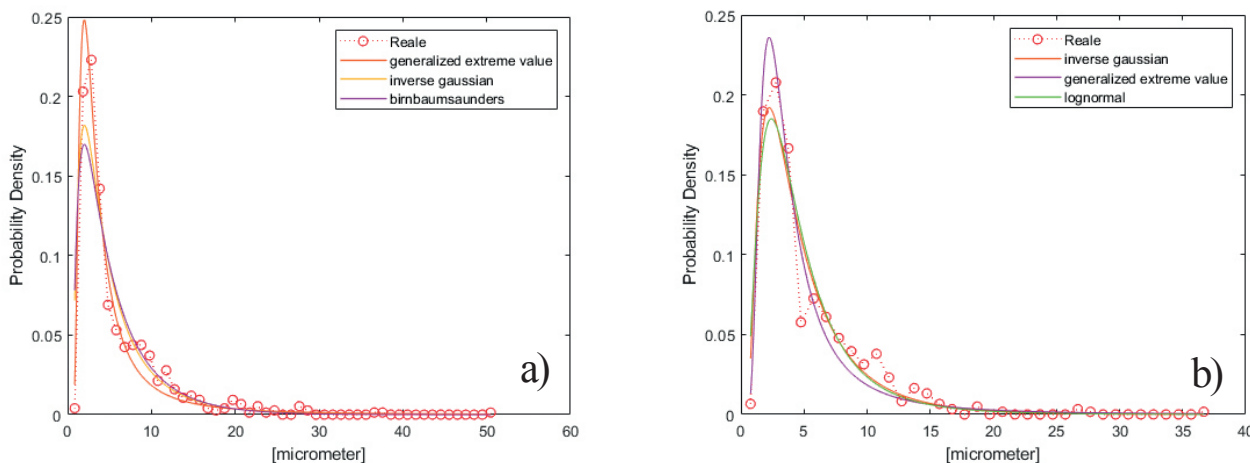 0.25
0.2
0.15
0.1
0.05
0
Probability Density
0 10 20 30 40 50 60
[micrometer]
Reale
generalized extreme value
inverse gaussian
birnbaumsaunders
a)
0.25
0.2
0.15
0.1
0.05
0
Probability Density
0 5 10 15 20 25 30 35 40
[micrometer]
Reale
inverse gaussian
generalized extreme value
lognormal
b)